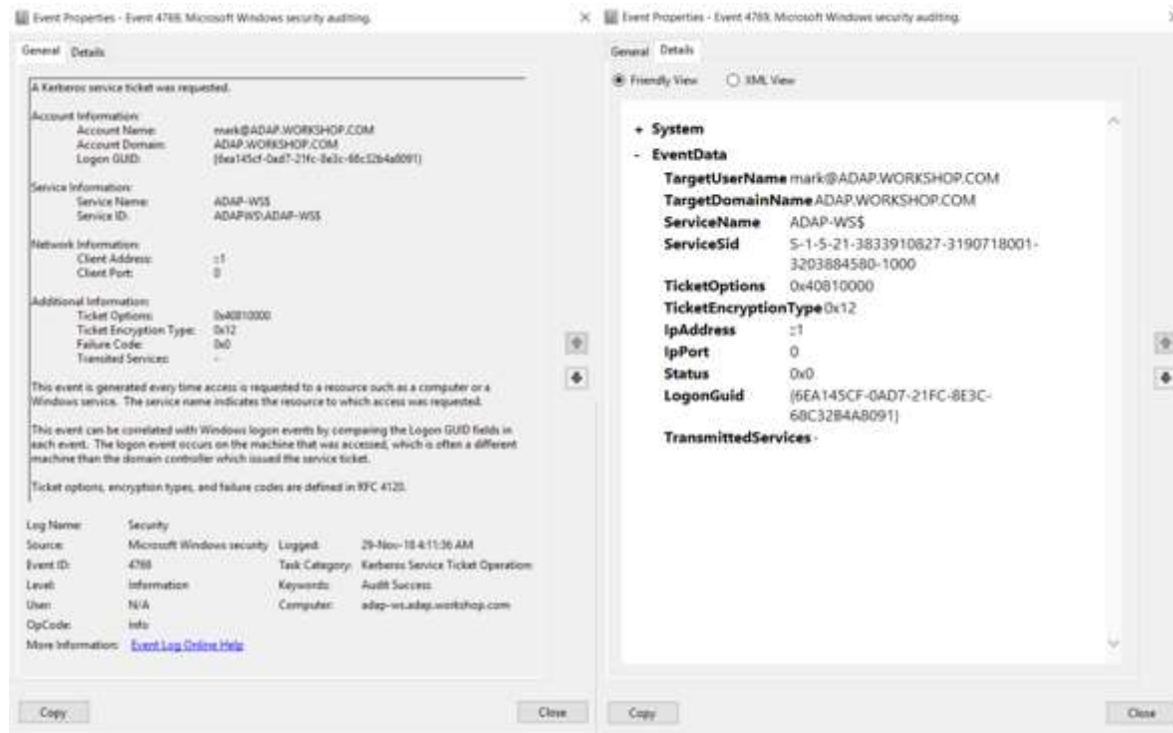 Event Properties - Event 4769, Microsoft Windows security auditing.
General Details
A Kerberos service ticket was requested.
Account Information:
Account Name: mark@ADAP.WORKSHOP.COM
Account Domain: ADAP.WORKSHOP.COM
Logon GUID: {6ea145cf-0ad7-21fc-8e3c-68c32b4a8091}
Service Information:
Service Name: ADAP-WS$
Service ID: ADAPWS\ADAP-WS$
Network Information:
Client Address: ::1
Client Port: 0
Additional Information:
Ticket Options: 0x40810000
Ticket Encryption Type: 0x12
Failure Code: 0x0
Transited Services: -
This event is generated every time access is requested to a resource such as a computer or a
Windows service. The service name indicates the resource to which access was requested.
This event can be correlated with Windows logon events by comparing the Logon GUID fields in
each event. The logon event occurs on the machine that was accessed, which is often a different
machine than the domain controller which issued the service ticket.
Ticket options, encryption types, and failure codes are defined in RFC 4120.
Log Name: Security
Source: Microsoft Windows security Logged: 29-Nov-18 4:11:36 AM
Event ID: 4769 Task Category: Kerberos Service Ticket Operation
Level: Information Keywords: Audit Success
User: N/A Computer: adap-ws.adap.workshop.com
OpCode: Info
More Information: Event Log Online Help
Copy Close
Event Properties - Event 4769, Microsoft Windows security auditing.
General Details
Friendly View XML View
+ System
- EventData
TargetUserName mark@ADAP.WORKSHOP.COM
TargetDomainName ADAP.WORKSHOP.COM
ServiceName ADAP-WS$
ServiceSid S-1-5-21-3833910827-3190718001-
3203884580-1000
TicketOptions 0x40810000
TicketEncryptionType 0x12
IpAddress ::1
IpPort 0
Status 0x0
LogonGuid {6EA145CF-0AD7-21FC-8E3C-
68C32B4A8091}
TransmittedServices -
Copy Close